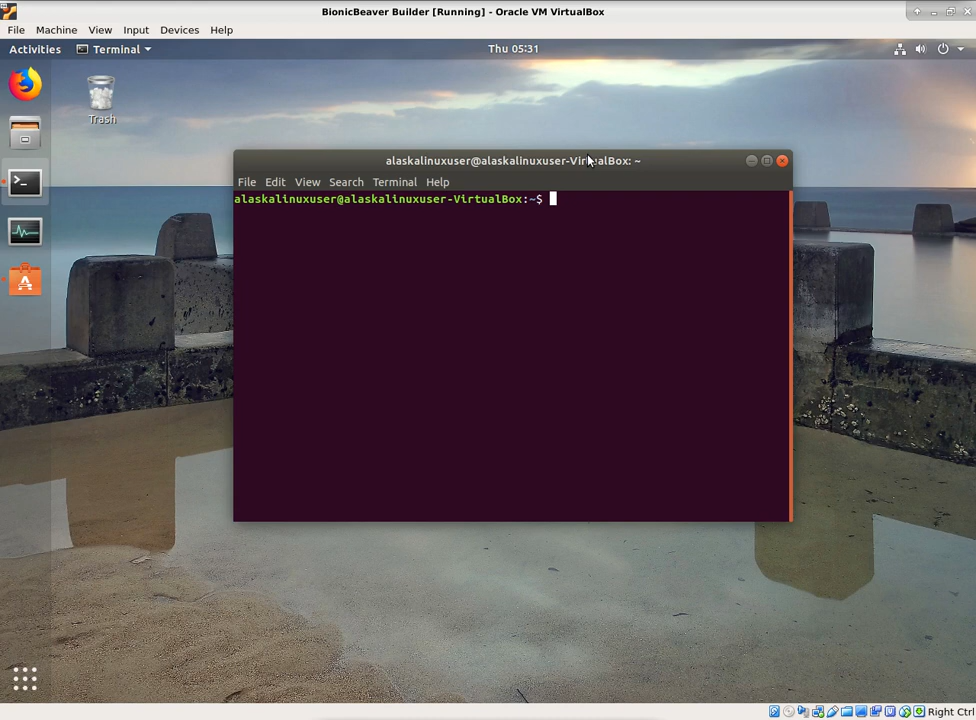 BionicBeaver Builder [Running] - Oracle VM VirtualBox
File Machine View Input Devices Help
Activities Terminal Thu 05:31
Trash
alaskalinuxuser@alaskalinuxuser-VirtualBox: ~
File Edit View Search Terminal Help
alaskalinuxuser@alaskalinuxuser-VirtualBox:~$
Right Ctrl